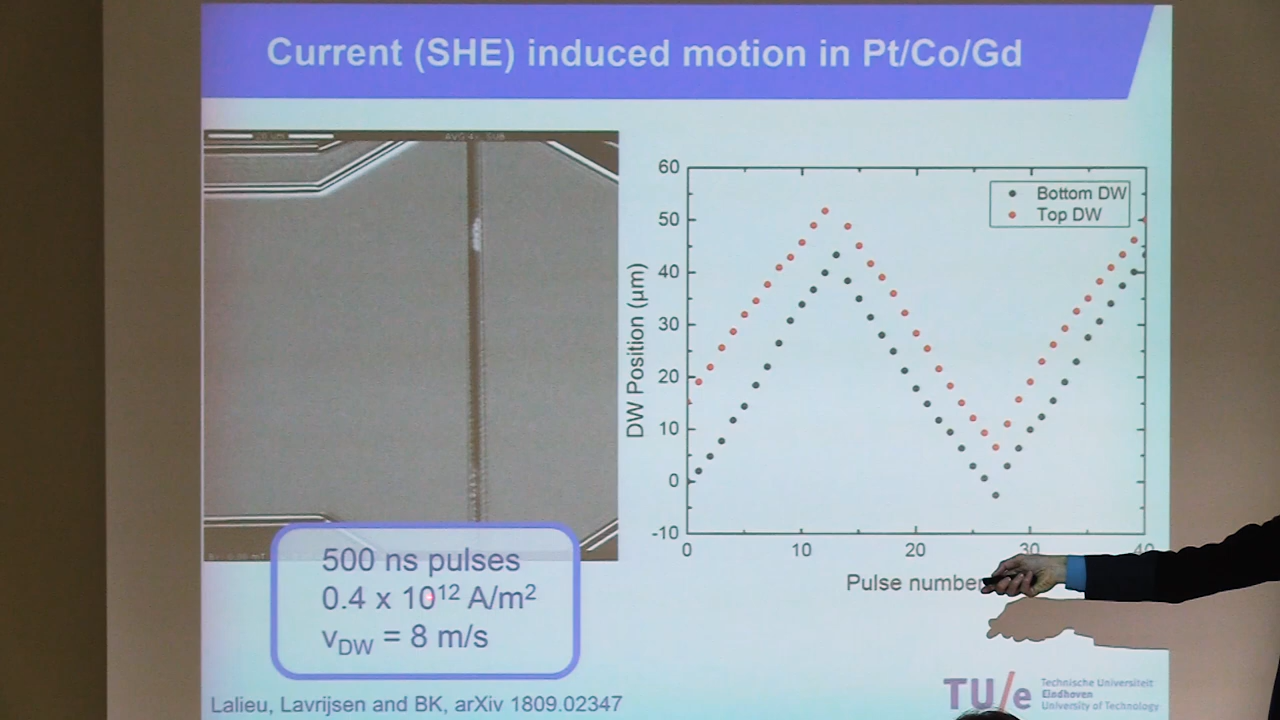 Current (SHE) induced motion in Pt/Co/Gd
60
50
40
30
20
10
0
-10
0
10
20
30
40
DW Position (µm)
Pulse number
Bottom DW
Top DW
500 ns pulses
0.4 x 10¹² A/m²
vDW = 8 m/s
Lalieu, Lavrijsen and BK, arXiv 1809.02347
TU/e
Technische Universiteit
Eindhoven
University of Technology